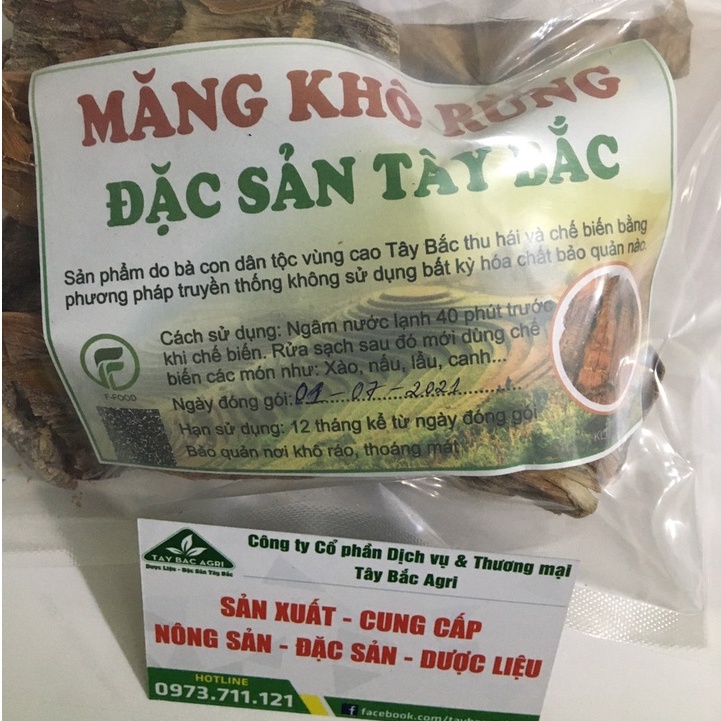 MĂNG KHÔ RỪNG
ĐẶC SẢN TÂY BẮC
Sản phẩm do bà con dân tộc vùng cao Tây Bắc thu hái và chế biến bằng
phương pháp truyền thống không sử dụng bất kỳ hóa chất bảo quản nào.
Cách sử dụng: Ngâm nước lạnh 40 phút trước
khi chế biến. Rửa sạch sau đó mới dùng chế
biến các món như: Xào, nấu, lẩu, canh...
F-FOOD
Ngày đóng gói: 01-07-2021
Hạn sử dụng: 12 tháng kể từ ngày đóng gói
Bảo quản nơi khô ráo, thoáng mát.
TAY BAC AGRI
Dược Liệu - Đặc Sản Tây Bắc
Công ty Cổ phần Dịch vụ & Thương mại
Tây Bắc Agri
SẢN XUẤT - CUNG CẤP
NÔNG SẢN - ĐẶC SẢN - DƯỢC LIỆU
HOTLINE
0973.711.121